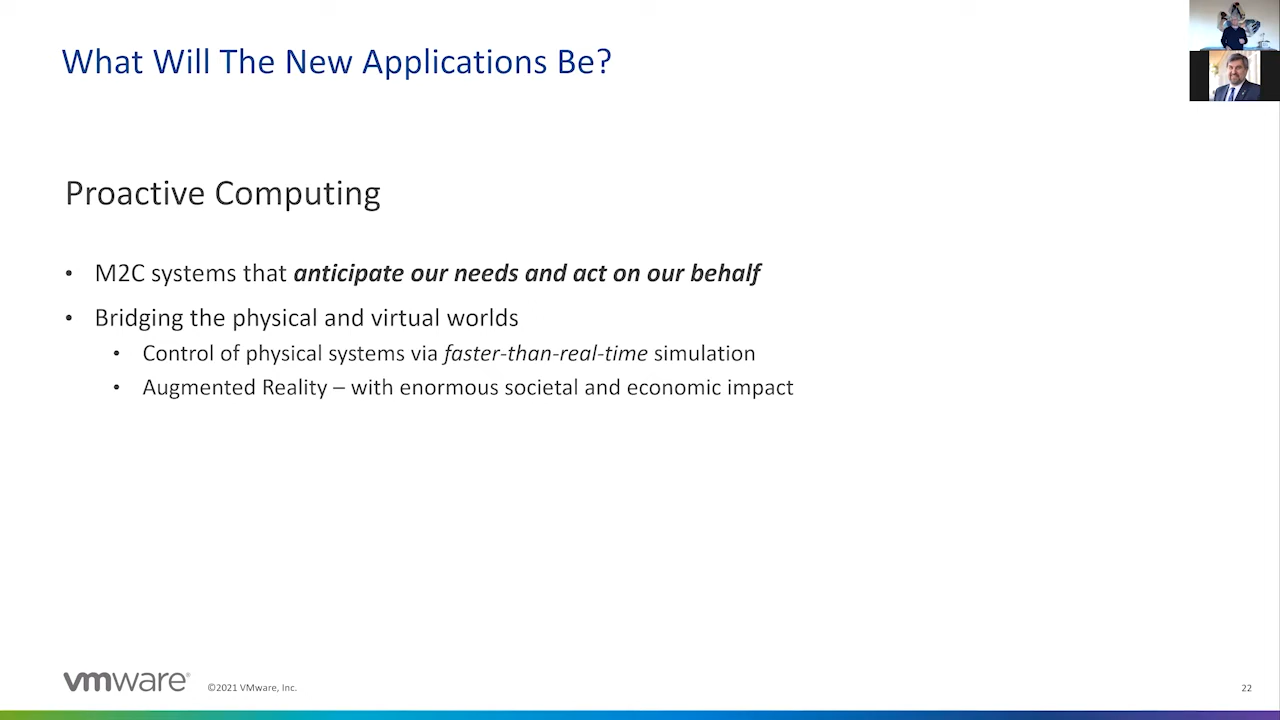 What Will The New Applications Be?
Proactive Computing
• M2C systems that anticipate our needs and act on our behalf
• Bridging the physical and virtual worlds
• Control of physical systems via faster-than-real-time simulation
• Augmented Reality – with enormous societal and economic impact
vmware®
©2021 VMware, Inc.
22